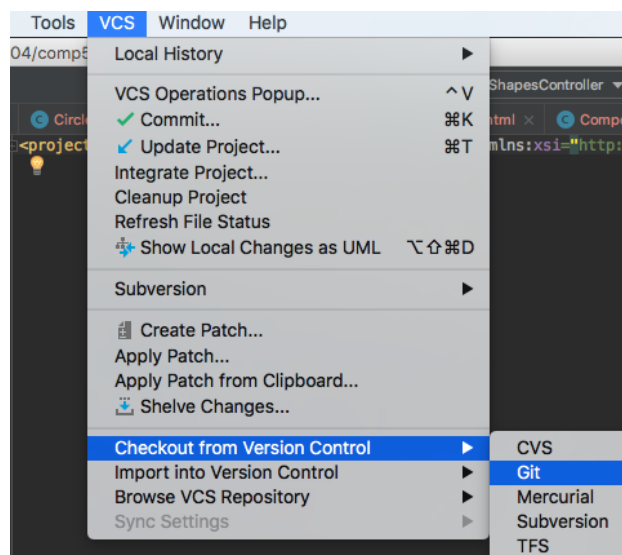 Tools VCS Window Help
04/comp5
Local History
ShapesController
VCS Operations Popup... ^V
Circl
html × Compo
Commit... ⌘K
<project
Update Project... ⌘T
mlns:xsi="http:
Integrate Project...
Cleanup Project
Refresh File Status
Show Local Changes as UML ⌥⇧⌘D
Subversion
Create Patch...
Apply Patch...
Apply Patch from Clipboard...
Shelve Changes...
Checkout from Version Control
CVS
Import into Version Control
Git
Browse VCS Repository
Mercurial
Sync Settings
Subversion
TFS